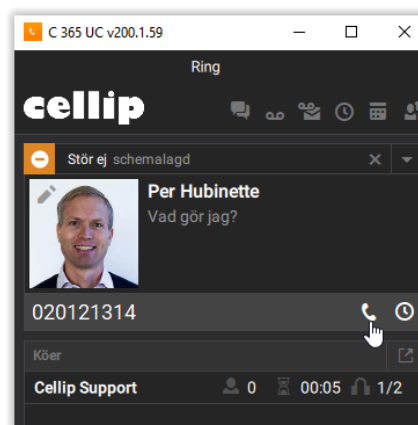 C 365 UC v200.1.59
Ring
cellip
Stör ej schemalagd
Per Hubinette
Vad gör jag?
020121314
Köer
Cellip Support 0 00:05 1/2